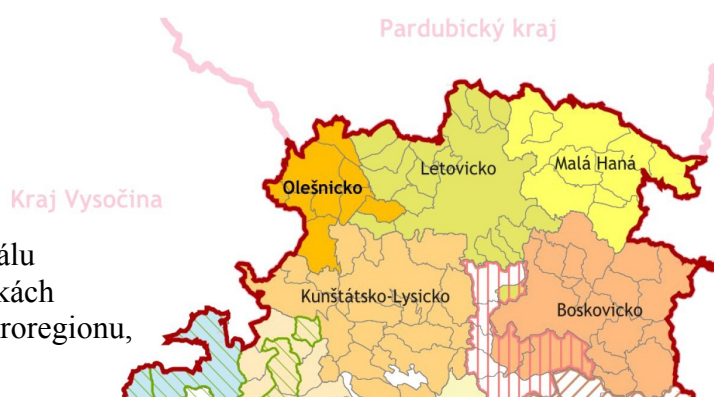 Pardubický kraj
Letovicko
Malá Haná
Olešnicko
Kraj Vysočina
álu
kách
roregionu,
Kunštátsko-Lysicko
Boskovicko